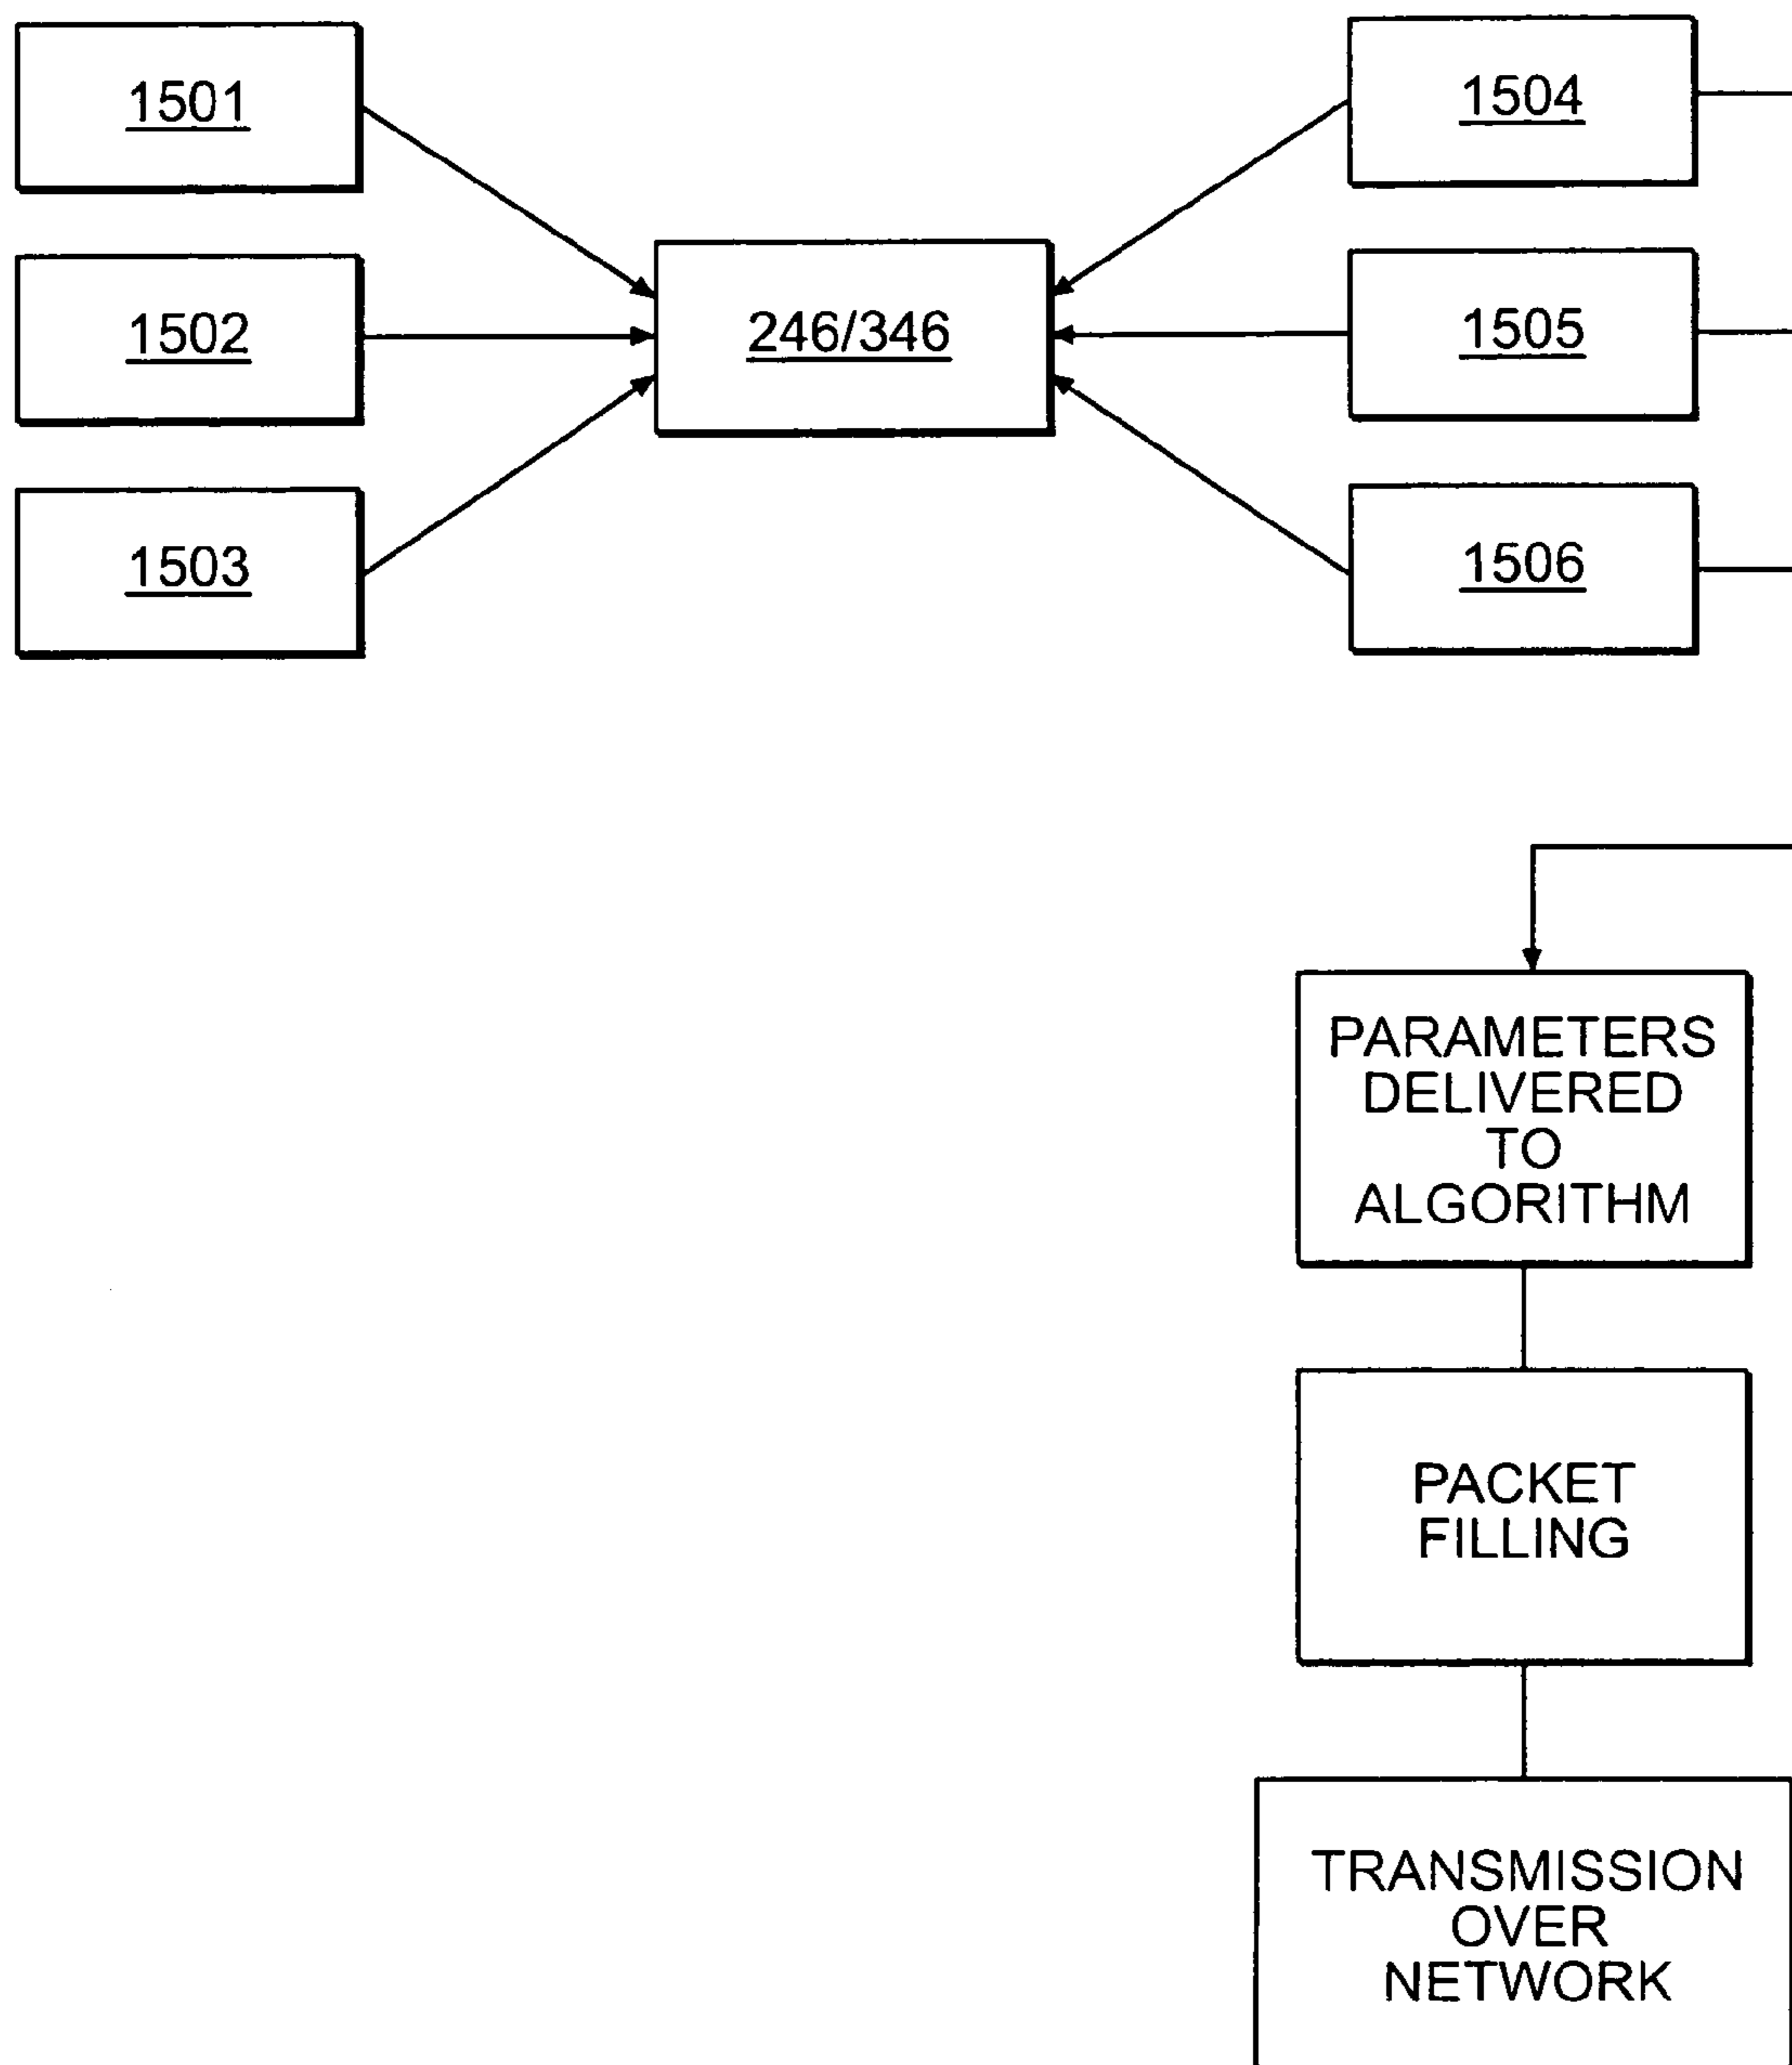 1501
1504
1502
246/346
1505
1503
1506
PARAMETERS
DELIVERED
TO
ALGORITHM
PACKET
FILLING
TRANSMISSION
OVER
NETWORK